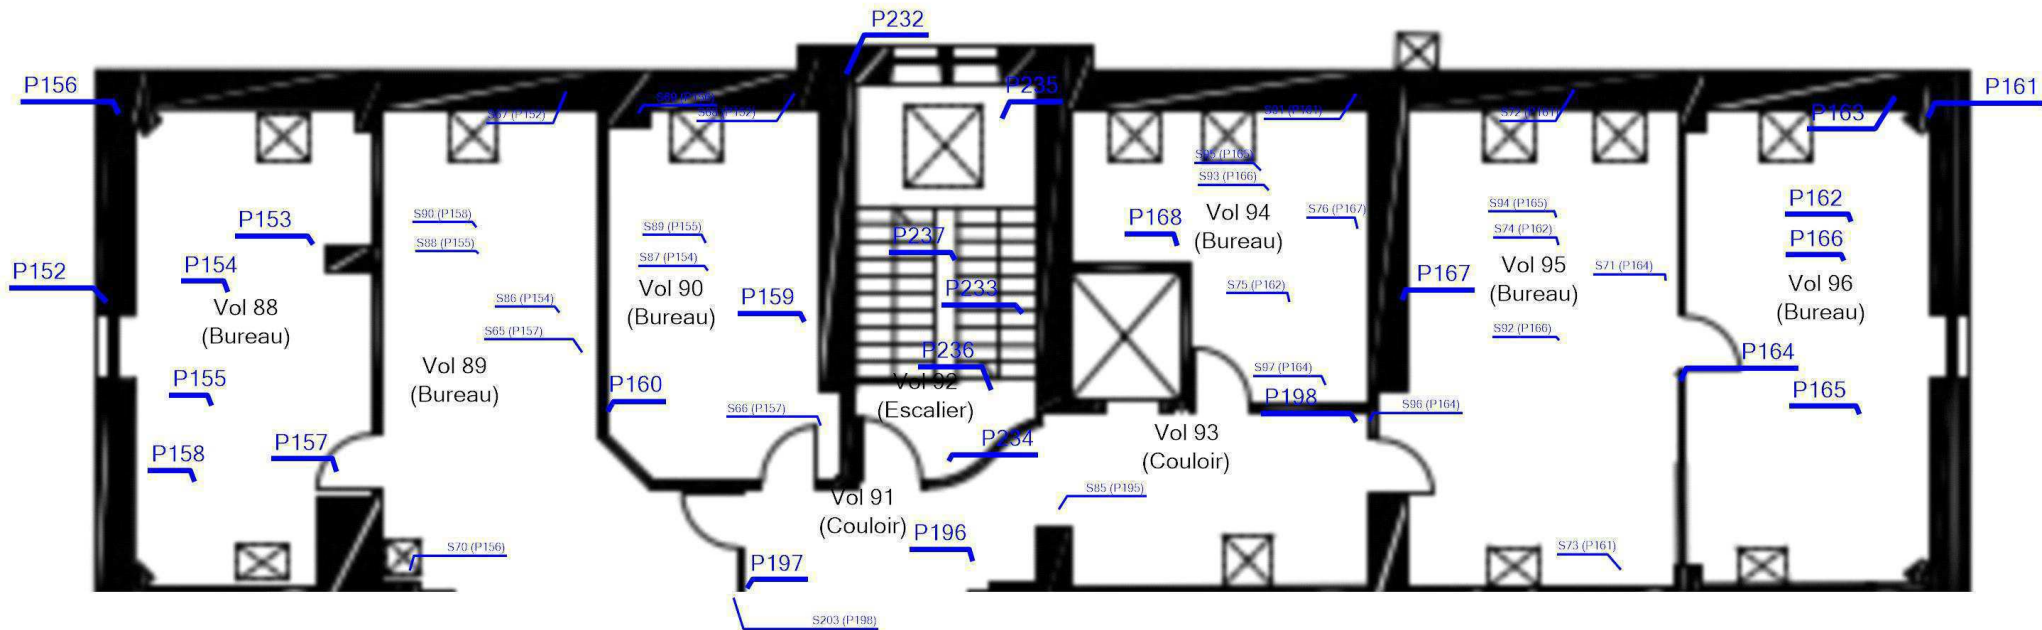 P232
P156
P235
P161
S67 (P152)
S68 (P152)
S91 (P161)
S72 (P161)
P163
S95 (P165)
S93 (P166)
S90 (P158)
P153
S89 (P155)
P168
Vol 94
(Bureau)
S76 (P167)
S94 (P165)
P162
S88 (P155)
P237
S74 (P162)
P166
P152
P154
S87 (P154)
P167
Vol 95
(Bureau)
S71 (P164)
Vol 96
(Bureau)
Vol 88
(Bureau)
S86 (P154)
Vol 90
(Bureau)
P159
P233
S75 (P162)
S65 (P157)
S92 (P166)
P236
P164
Vol 89
(Bureau)
P155
P160
Vol 92
(Escalier)
S97 (P164)
P198
S96 (P164)
P165
S66 (P157)
P158
P157
P234
Vol 93
(Couloir)
Vol 91
(Couloir)
S85 (P195)
P196
S70 (P156)
P197
S73 (P161)
S203 (P198)